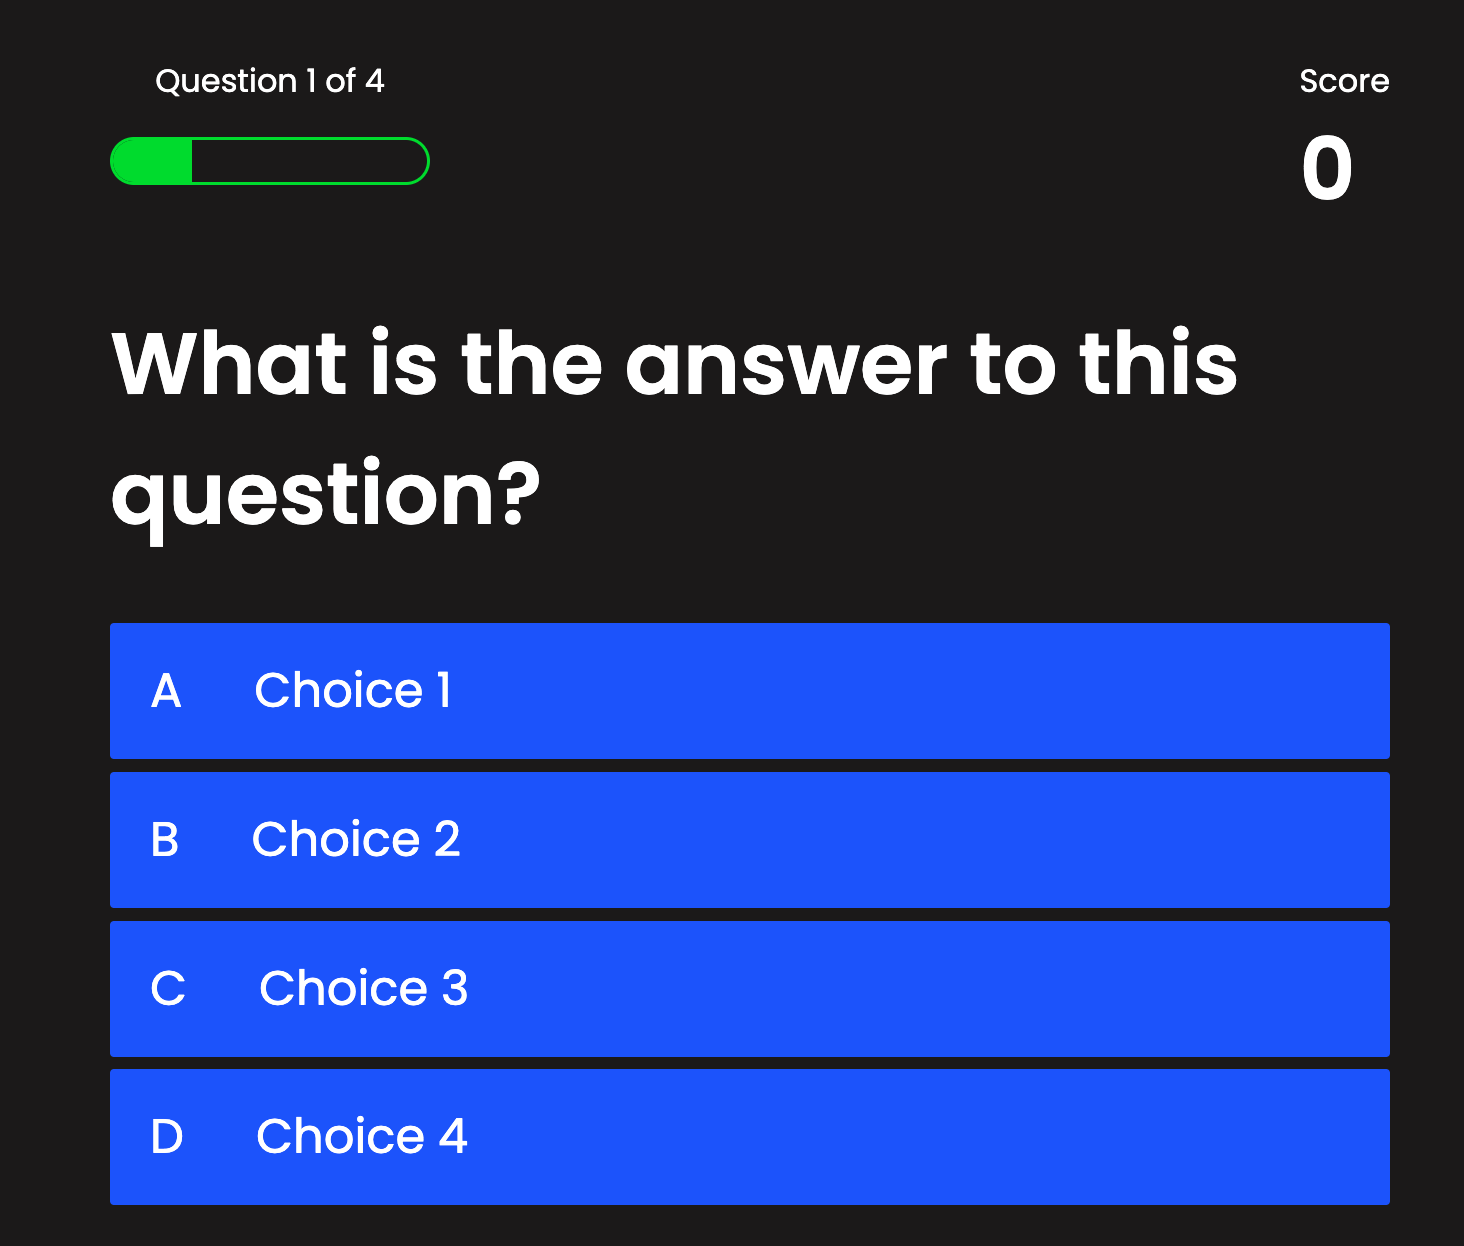 Question 1 of 4
Score
0
What is the answer to this
question?
A Choice 1
B Choice 2
C Choice 3
D Choice 4